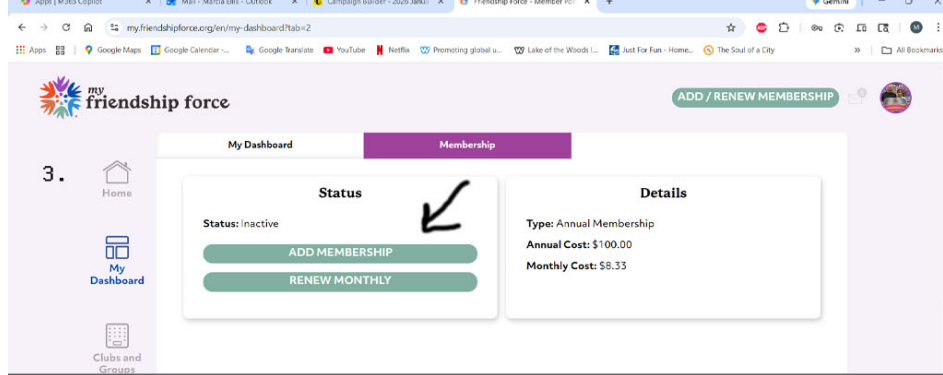 Apps | M365 Copilot
Mail - Marcia Ellis - Outlook
Campaign Builder - 2026 Janua
Friendship Force - Member Por
Gemini
my.friendshipforce.org/en/my-dashboard?tab=2
Apps
Google Maps
Google Calendar -...
Google Translate
YouTube
Netflix
Promoting global u...
Lake of the Woods I...
Just For Fun - Home...
The Soul of a City
All Bookmarks
my
friendship force
ADD / RENEW MEMBERSHIP
My Dashboard
Membership
3.
Home
Status
Status: Inactive
ADD MEMBERSHIP
RENEW MONTHLY
Details
Type: Annual Membership
Annual Cost: $100.00
Monthly Cost: $8.33
My
Dashboard
Clubs and
Groups